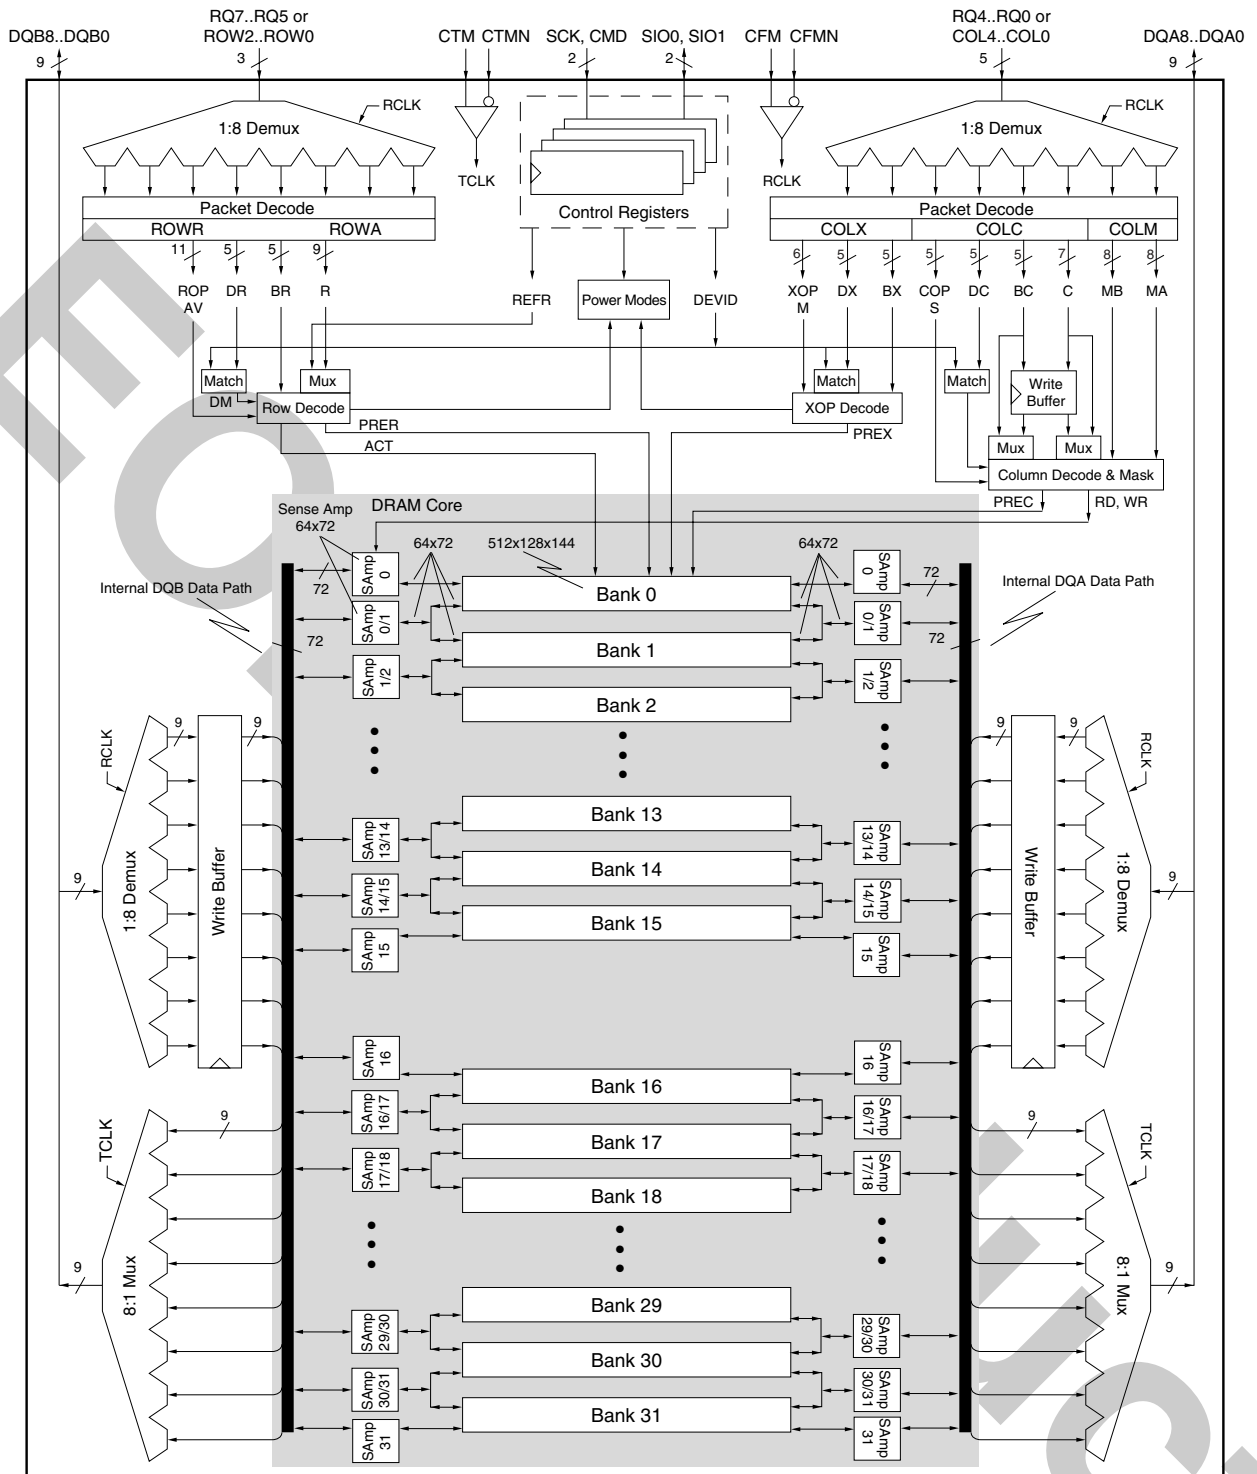 RQ7..RQ5 or
RQ4..RQ0 or
DQB8..DQB0
ROW2..ROW0
CTM CTMN
SCK, CMD
SIO0, SIO1
CFM CFMN
COL4..COL0
DQA8..DQA0
9
3
2
2
5
9
RCLK
RCLK
1:8 Demux
1:8 Demux
TCLK
RCLK
Packet Decode
Control Registers
Packet Decode
ROWR
ROWA
COLX
COLC
COLM
11
5
5
9
6
5
5
5
5
5
7
8
8
ROP
AV
DR
BR
R
REFR
Power Modes
DEVID
XOP
M
DX
BX
COP
S
DC
BC
C
MB
MA
Match
DM
Mux
Row Decode
Match
XOP Decode
Match
Write
Buffer
Mux
Mux
Column Decode & Mask
PRER
ACT
PREX
PREC
RD, WR
DRAM Core
Sense Amp
64x72
64x72
512x128x144
64x72
SAmp
0
SAmp
0
72
72
Internal DQB Data Path
Internal DQA Data Path
Bank 0
SAmp
0/1
SAmp
0/1
72
72
Bank 1
SAmp
1/2
SAmp
1/2
Bank 2
9
9
9
9
RCLK
RCLK
Bank 13
SAmp
13/14
SAmp
13/14
Bank 14
SAmp
14/15
SAmp
14/15
Bank 15
SAmp
15
SAmp
15
9
1:8 Demux
Write Buffer
Write Buffer
1:8 Demux
9
SAmp
16
SAmp
16
Bank 16
SAmp
16/17
SAmp
16/17
Bank 17
SAmp
17/18
SAmp
17/18
Bank 18
9
9
TCLK
TCLK
9
8:1 Mux
8:1 Mux
9
Bank 29
SAmp
29/30
SAmp
29/30
Bank 30
SAmp
30/31
SAmp
30/31
Bank 31
SAmp
31
SAmp
31